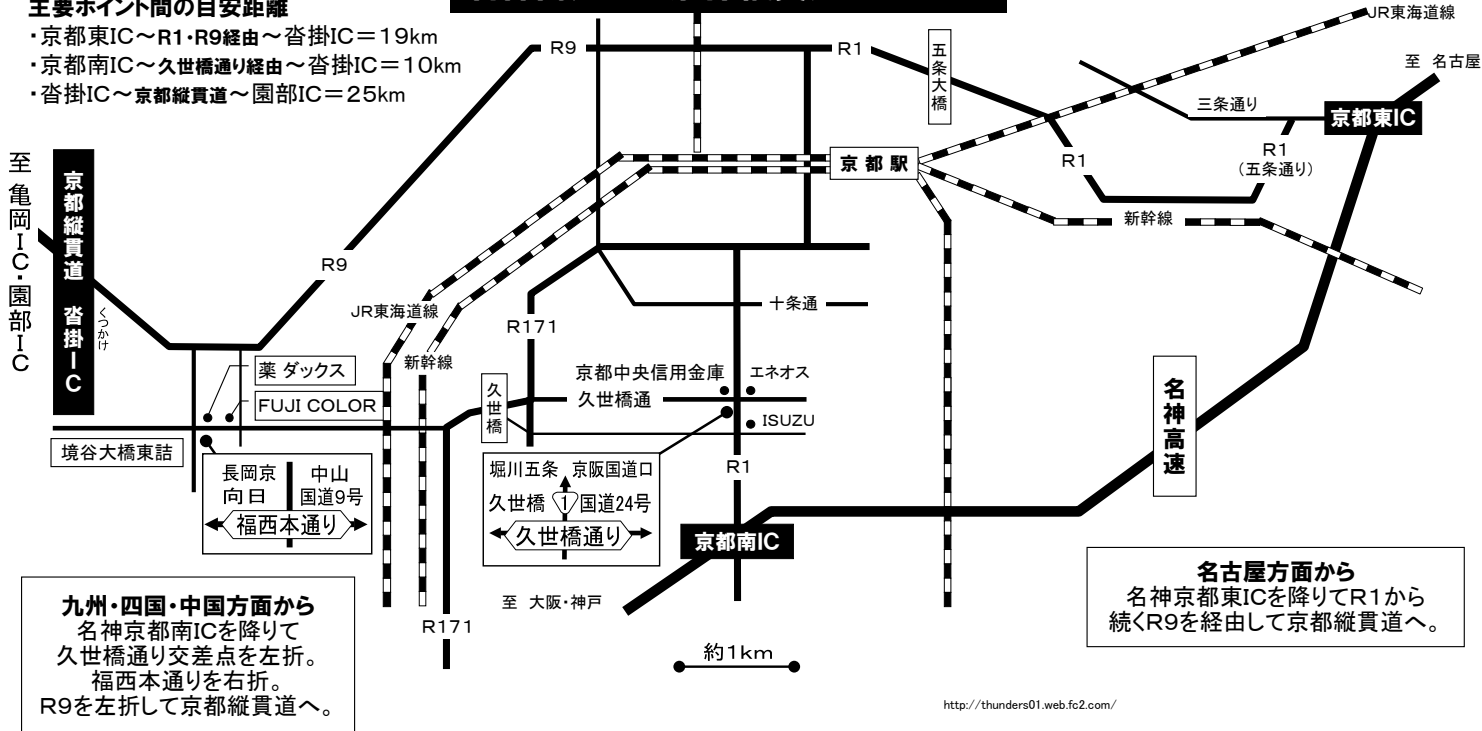 主要ポイント間の目安距離
・京都東IC～R1・R9経由～沓掛IC＝19km
・京都南IC～久世橋通り経由～沓掛IC＝10km
・沓掛IC～京都縦貫道～園部IC＝25km
R9
R1
五条大橋
JR東海道線
至 名古屋
三条通り
京都東IC
R1
R1
（五条通り）
京都駅
新幹線
至 亀岡IC・園部IC
京都縦貫道 沓掛IC
くつかけ
R9
JR東海道線
新幹線
R171
十条通
薬 ダックス
FUJI COLOR
久世橋
京都中央信用金庫
エネオス
久世橋通
ISUZU
名神高速
境谷大橋東詰
長岡京
向日
中山
国道9号
福西本通り
堀川五条 京阪国道口
久世橋 1 国道24号
久世橋通り
R1
京都南IC
至 大阪・神戸
R171
約1km
九州・四国・中国方面から
名神京都南ICを降りて
久世橋通り交差点を左折。
福西本通りを右折。
R9を左折して京都縦貫道へ。
名古屋方面から
名神京都東ICを降りてR1から
続くR9を経由して京都縦貫道へ。
http://thunders01.web.fc2.com/